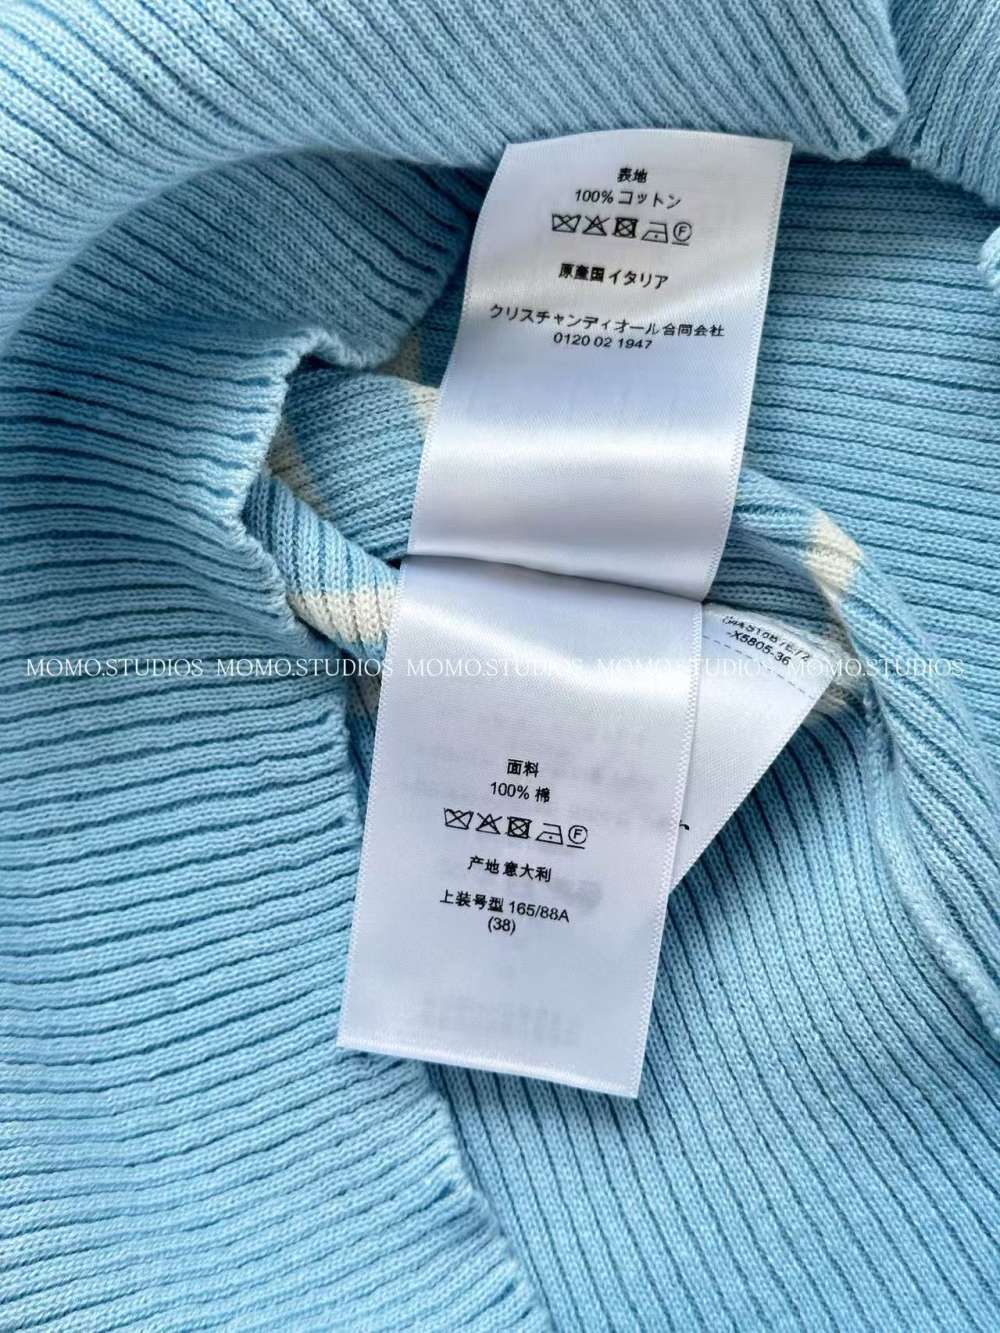 表地
100% コットン
原産国イタリア
クリスチャンディオール合同会社
0120 02 1947
-X5805-36
MOMO.STUDIOS MOMO.STUDIOS MOMO.STUDIOS MOMO.STUDIOS MOMO.STUDIOS
面料
100% 棉
产地意大利
上装号型 165/88A
(38)